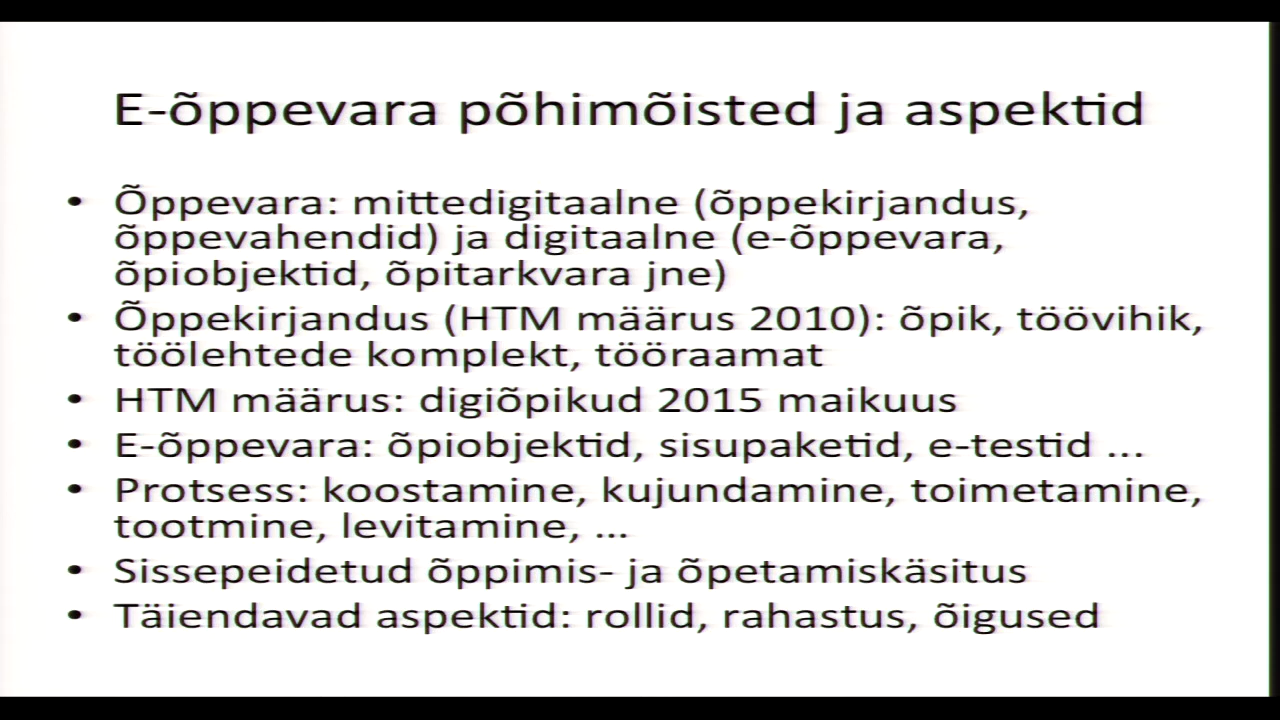 E-õppevara põhimõisted ja aspektid
• Õppevara: mittedigitaalne (õppekirjandus,
õppevahendid) ja digitaalne (e-õppevara,
õpiobjektid, õpitarkvara jne)
• Õppekirjandus (HTM määrus 2010): õpik, töövihik,
töölehtede komplekt, tööraamat
• HTM määrus: digiõpikud 2015 maikuus
• E-õppevara: õpiobjektid, sisupaketid, e-testid ...
• Protsess: koostamine, kujundamine, toimetamine,
tootmine, levitamine, ...
• Sissepeidetud õppimis- ja õpetamiskäsitus
• Täiendavad aspektid: rollid, rahastus, õigused